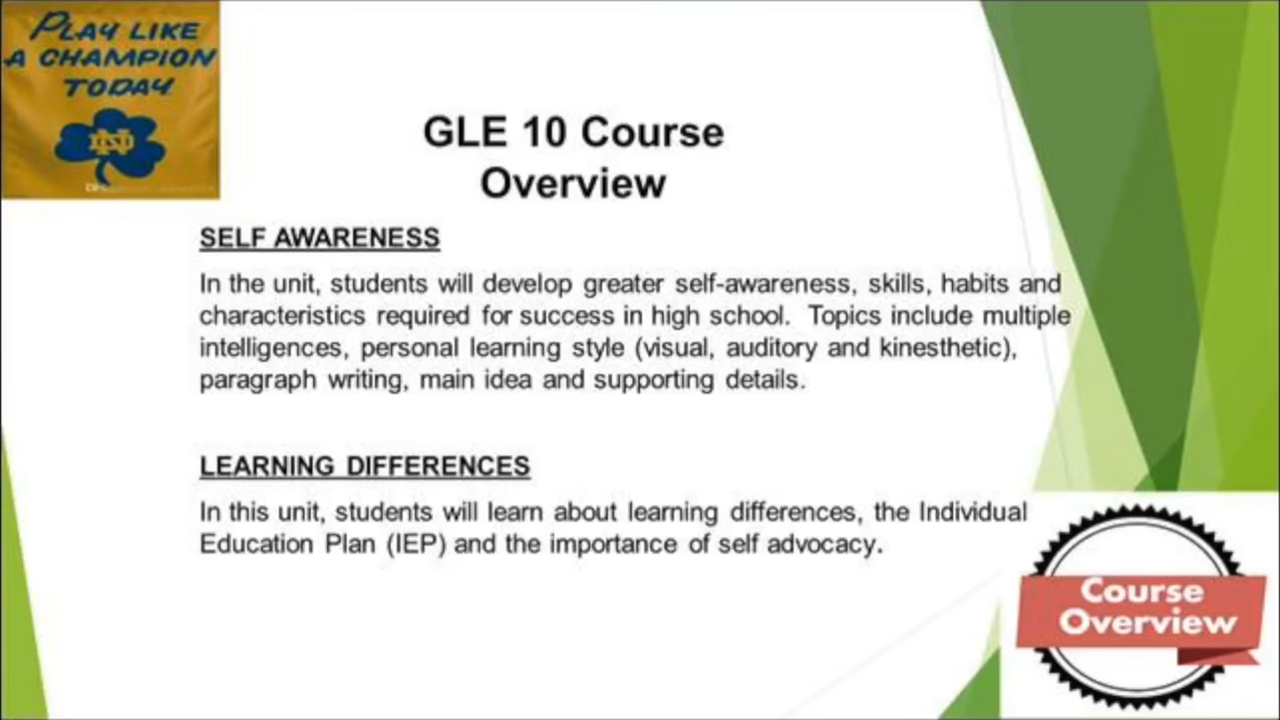 PLAY LIKE
A CHAMPION
TODAY
ND
GLE 10 Course
Overview
SELF AWARENESS
In the unit, students will develop greater self-awareness, skills, habits and
characteristics required for success in high school. Topics include multiple
intelligences, personal learning style (visual, auditory and kinesthetic),
paragraph writing, main idea and supporting details.
LEARNING DIFFERENCES
In this unit, students will learn about learning differences, the Individual
Education Plan (IEP) and the importance of self advocacy.
Course
Overview